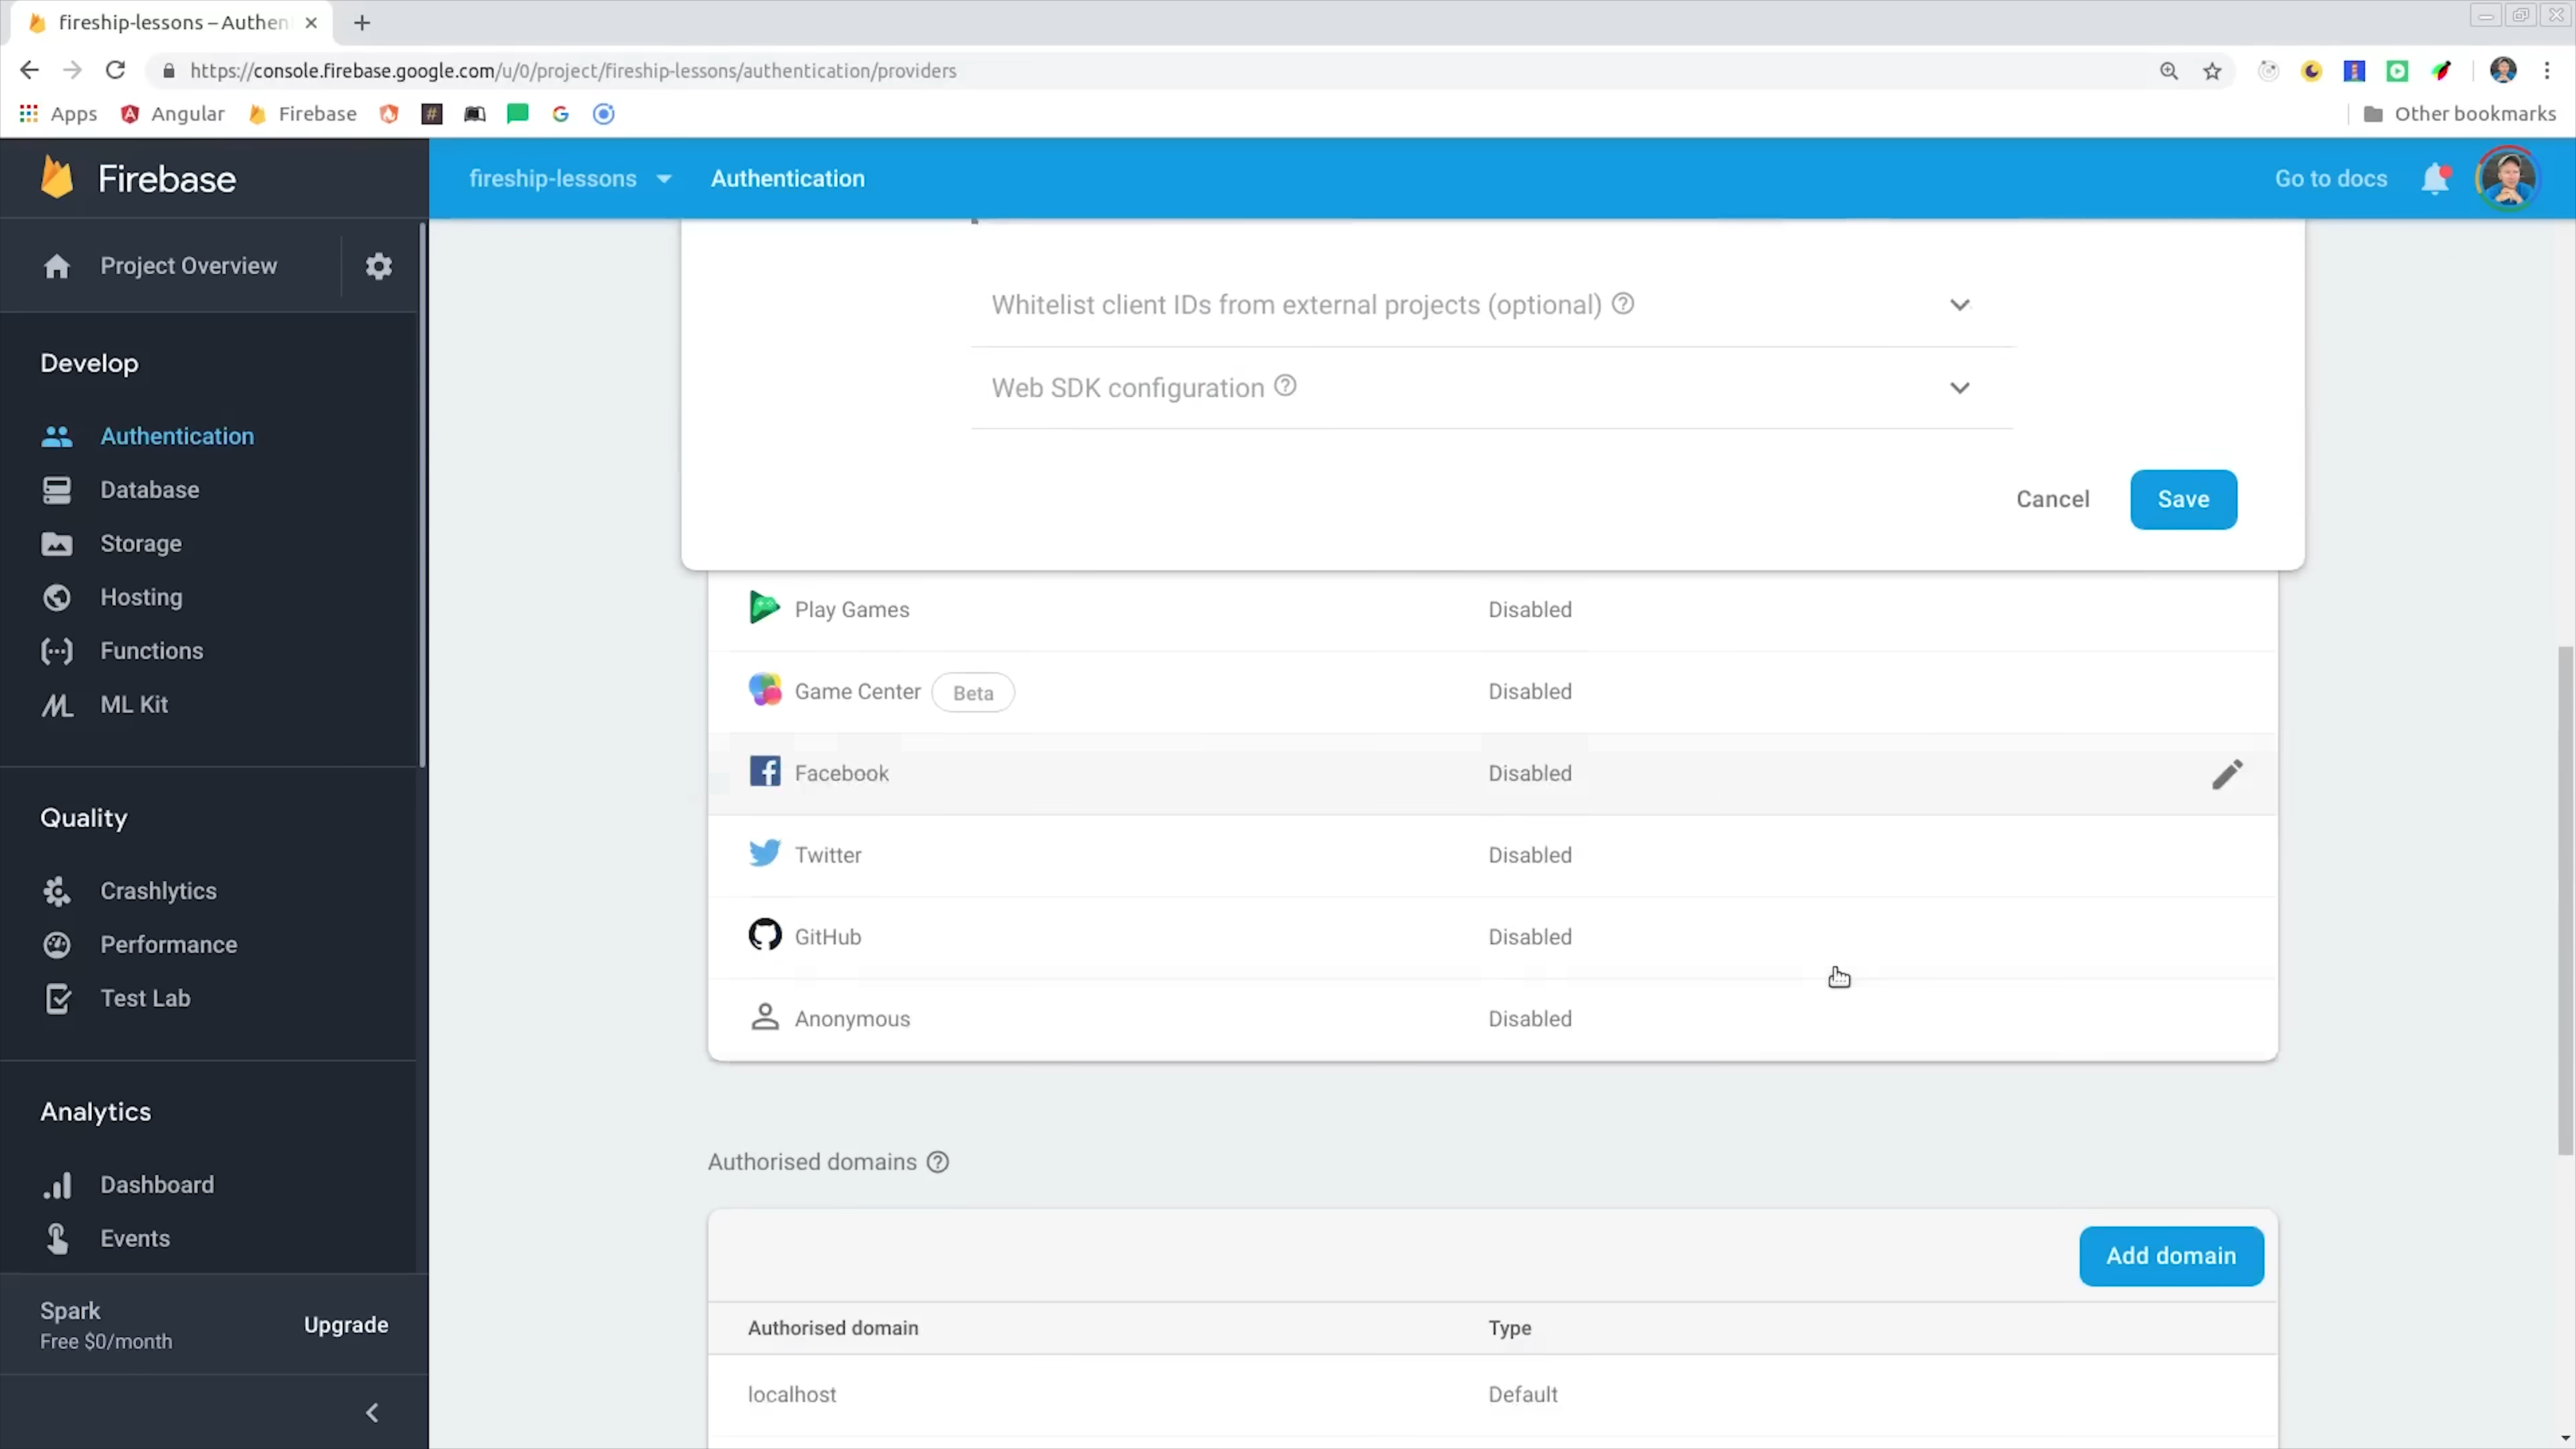 fireship-lessons – Authen
https://console.firebase.google.com/u/0/project/fireship-lessons/authentication/providers
Apps Angular Firebase Other bookmarks
Firebase
fireship-lessons Authentication Go to docs
Project Overview
Develop
Authentication
Database
Storage
Hosting
Functions
ML Kit
Quality
Crashlytics
Performance
Test Lab
Analytics
Dashboard
Events
Spark
Free $0/month
Upgrade
Whitelist client IDs from external projects (optional)
Web SDK configuration
Cancel Save
Play Games Disabled
Game Center Beta Disabled
Facebook Disabled
Twitter Disabled
GitHub Disabled
Anonymous Disabled
Authorised domains
Add domain
Authorised domain Type
localhost Default